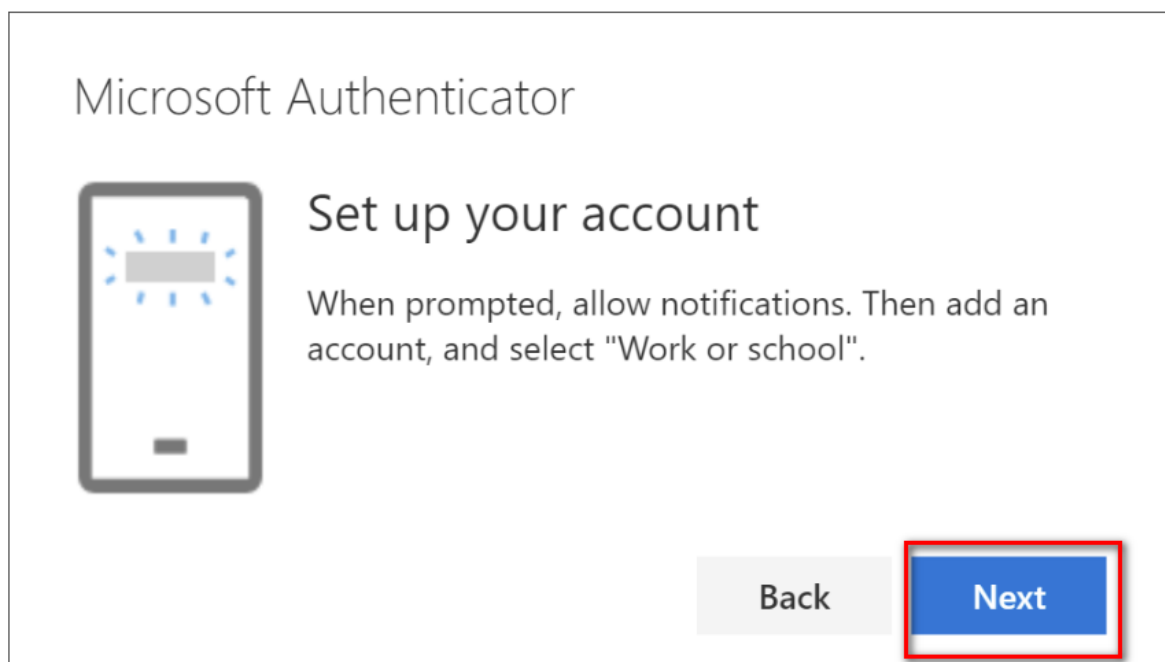 Microsoft Authenticator
Set up your account
When prompted, allow notifications. Then add an
account, and select "Work or school".
Back
Next